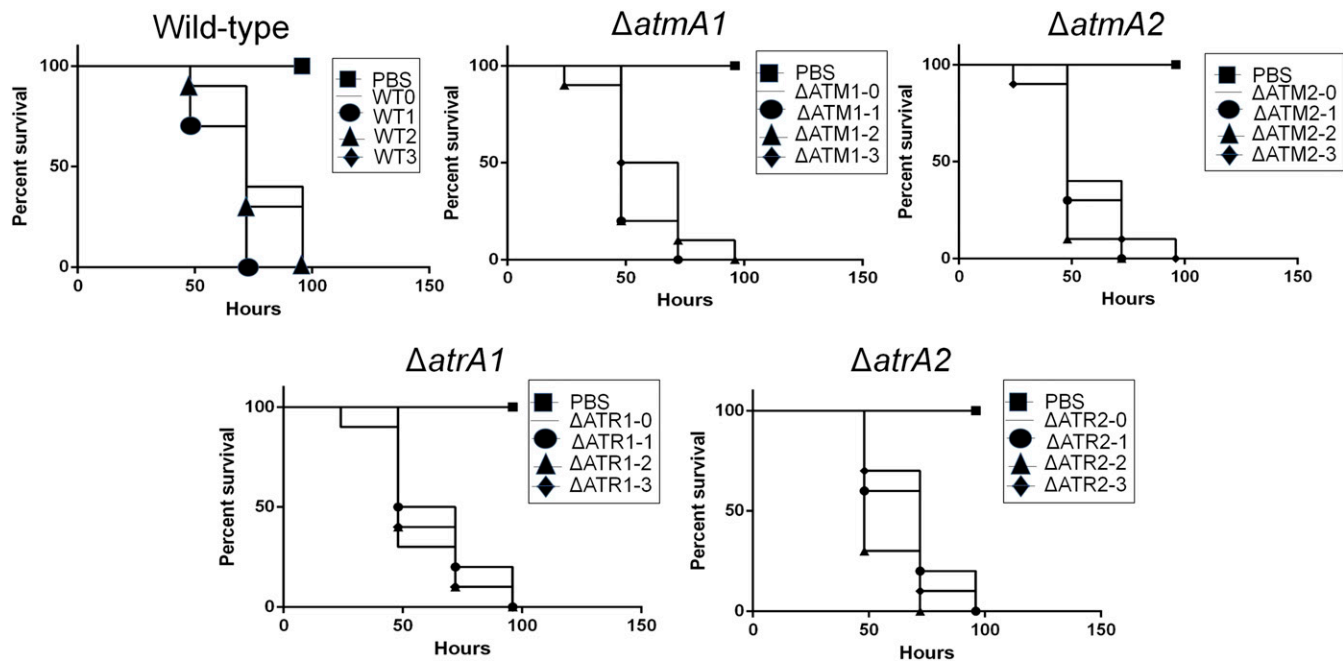 Wild-type
Percent survival
100
50
0
50
100
150
Hours
PBS
WT0
WT1
WT2
WT3
ΔatmA1
Percent survival
100
50
0
0
50
100
150
Hours
PBS
ΔATM1-0
ΔATM1-1
ΔATM1-2
ΔATM1-3
ΔatmA2
Percent survival
100
50
0
0
50
100
150
Hours
PBS
ΔATM2-0
ΔATM2-1
ΔATM2-2
ΔATM2-3
ΔatrA1
Percent survival
100
50
0
0
50
100
150
Hours
PBS
ΔATR1-0
ΔATR1-1
ΔATR1-2
ΔATR1-3
ΔatrA2
Percent survival
100
50
0
0
50
100
150
Hours
PBS
ΔATR2-0
ΔATR2-1
ΔATR2-2
ΔATR2-3